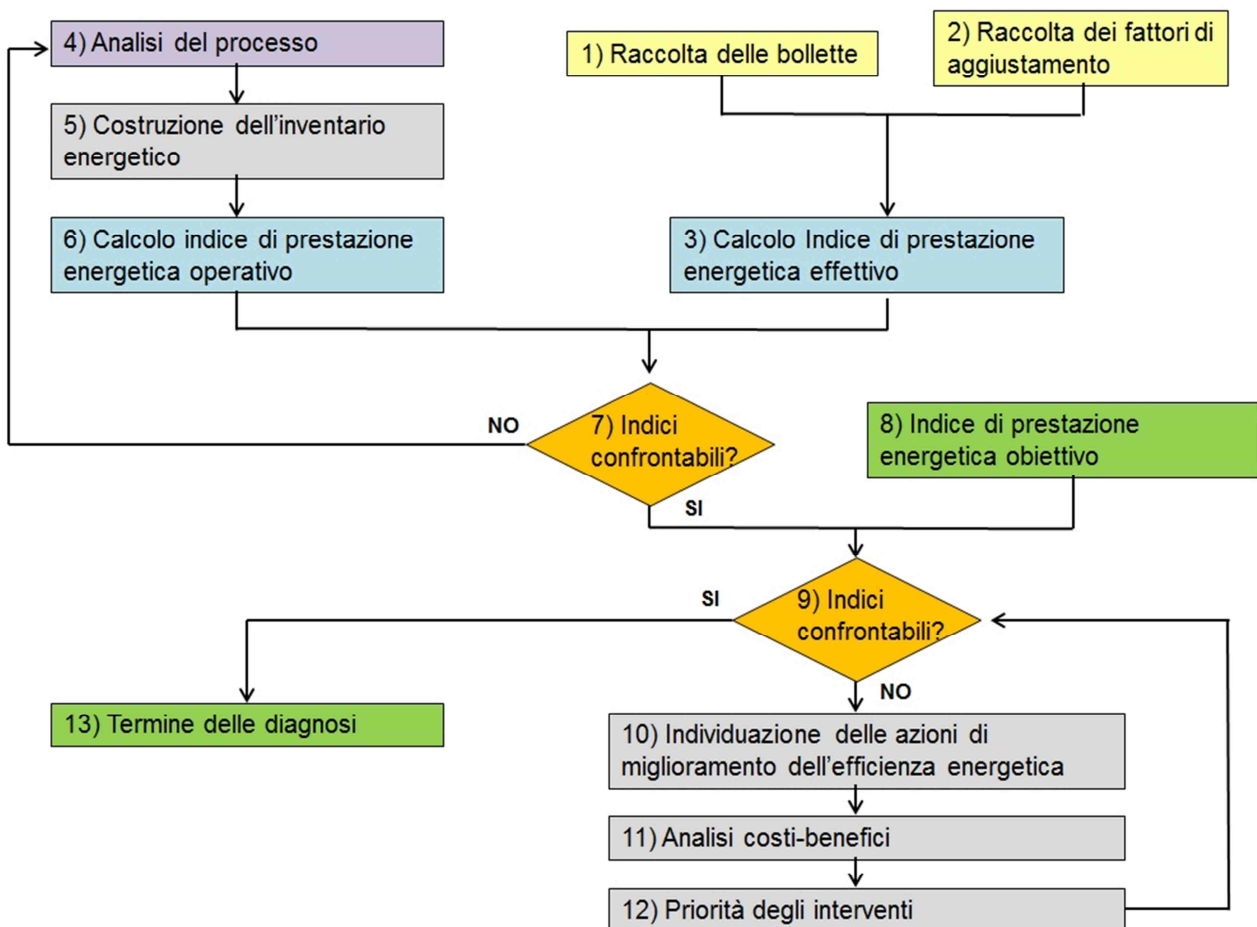 4) Analisi del processo
1) Raccolta delle bollette
2) Raccolta dei fattori di
aggiustamento
5) Costruzione dell'inventario
energetico
6) Calcolo indice di prestazione
energetica operativo
3) Calcolo Indice di prestazione
energetica effettivo
NO
7) Indici
confrontabili?
SI
8) Indice di prestazione
energetica obiettivo
SI
9) Indici
confrontabili?
NO
13) Termine delle diagnosi
10) Individuazione delle azioni di
miglioramento dell'efficienza energetica
11) Analisi costi-benefici
12) Priorità degli interventi